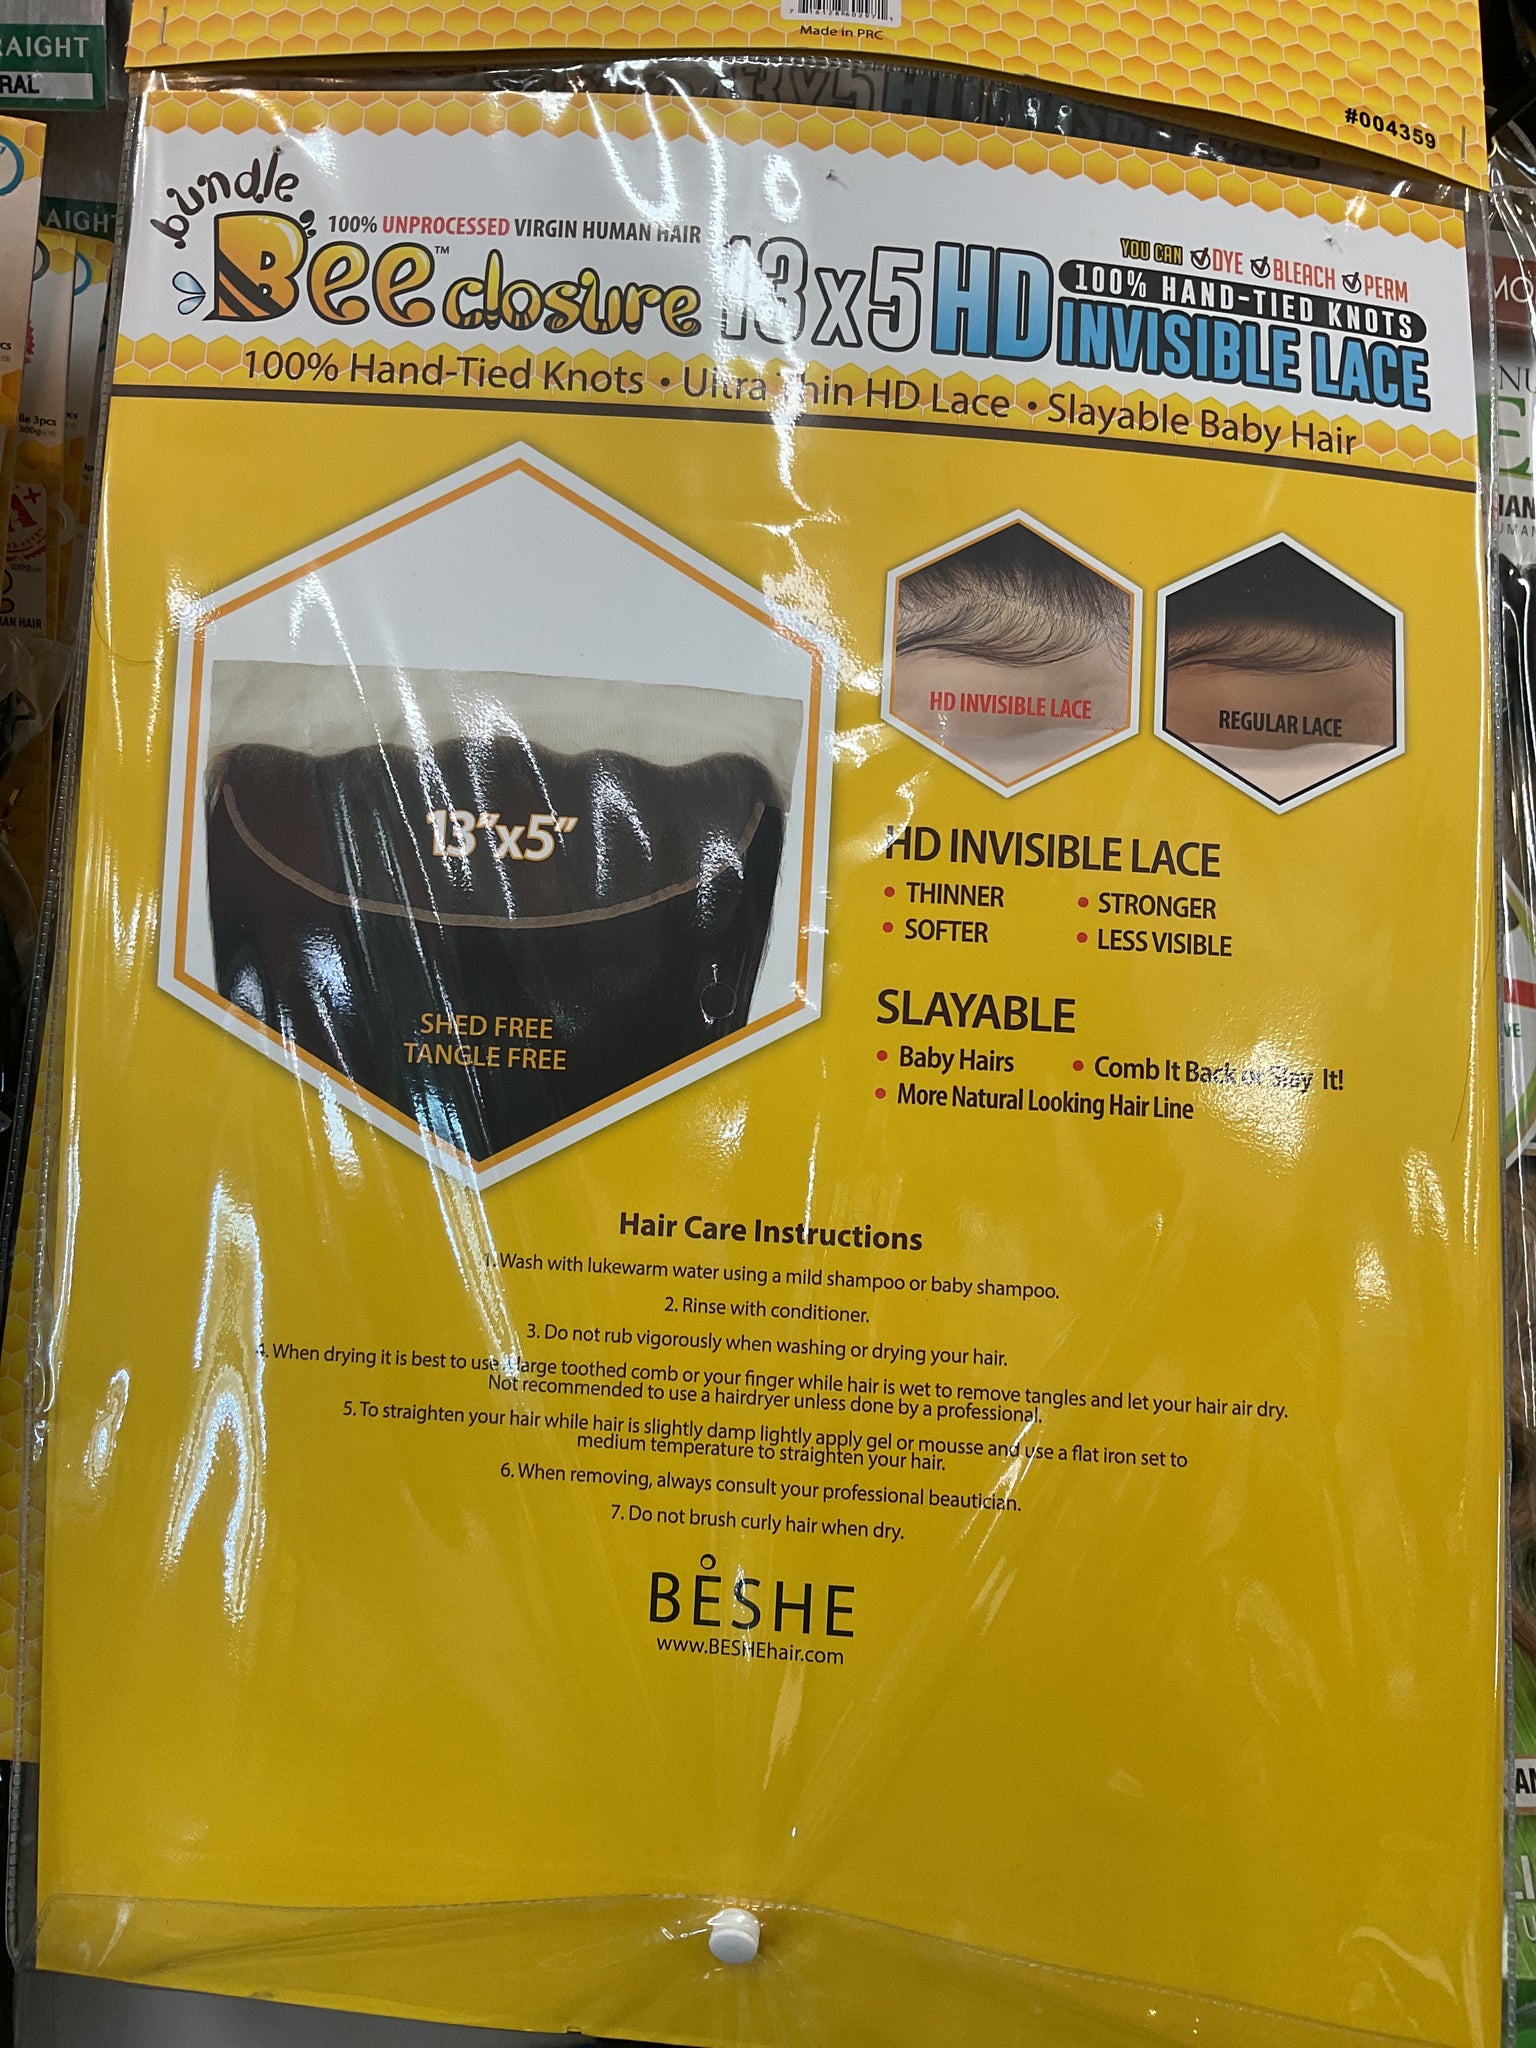 Made in PRC
#004359
bundle
Bee™ closure
100% UNPROCESSED VIRGIN HUMAN HAIR
13x5 HD
YOU CAN DYE BLEACH PERM
100% HAND-TIED KNOTS
INVISIBLE LACE
100% Hand-Tied Knots • Ultra Thin HD Lace • Slayable Baby Hair
HD INVISIBLE LACE
REGULAR LACE
13"x5"
SHED FREE
TANGLE FREE
HD INVISIBLE LACE
• THINNER • STRONGER
• SOFTER • LESS VISIBLE
SLAYABLE
• Baby Hairs • Comb It Back or Slay It!
• More Natural Looking Hair Line
Hair Care Instructions
1. Wash with lukewarm water using a mild shampoo or baby shampoo.
2. Rinse with conditioner.
3. Do not rub vigorously when washing or drying your hair.
4. When drying it is best to use a large toothed comb or your finger while hair is wet to remove tangles and let your hair air dry.
Not recommended to use a hairdryer unless done by a professional.
5. To straighten your hair while hair is slightly damp lightly apply gel or mousse and use a flat iron set to
medium temperature to straighten your hair.
6. When removing, always consult your professional beautician.
7. Do not brush curly hair when dry.
BESHE
www.BESHEhair.com